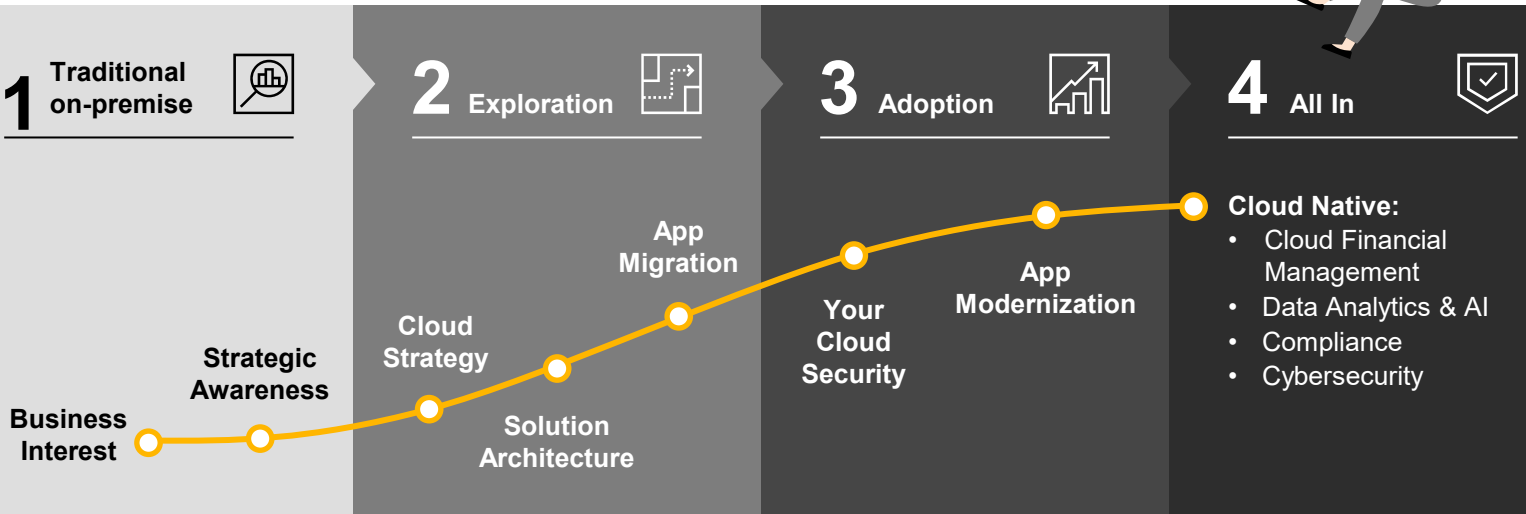 1
Traditional
on-premise
2
Exploration
3
Adoption
4
All In
Business
Interest
Strategic
Awareness
Cloud
Strategy
Solution
Architecture
App
Migration
Your
Cloud
Security
App
Modernization
Cloud Native:
• Cloud Financial
Management
• Data Analytics & AI
• Compliance
• Cybersecurity